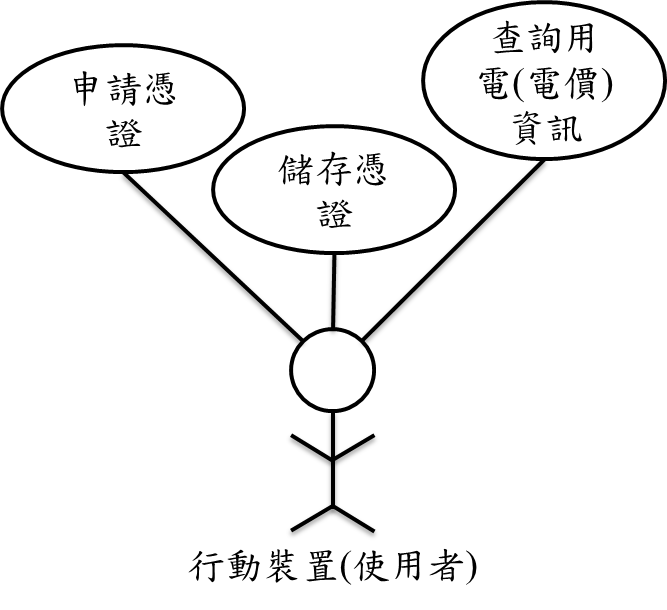 申請憑
證
儲存憑
證
查詢用
電(電價)
資訊
行動裝置(使用者)